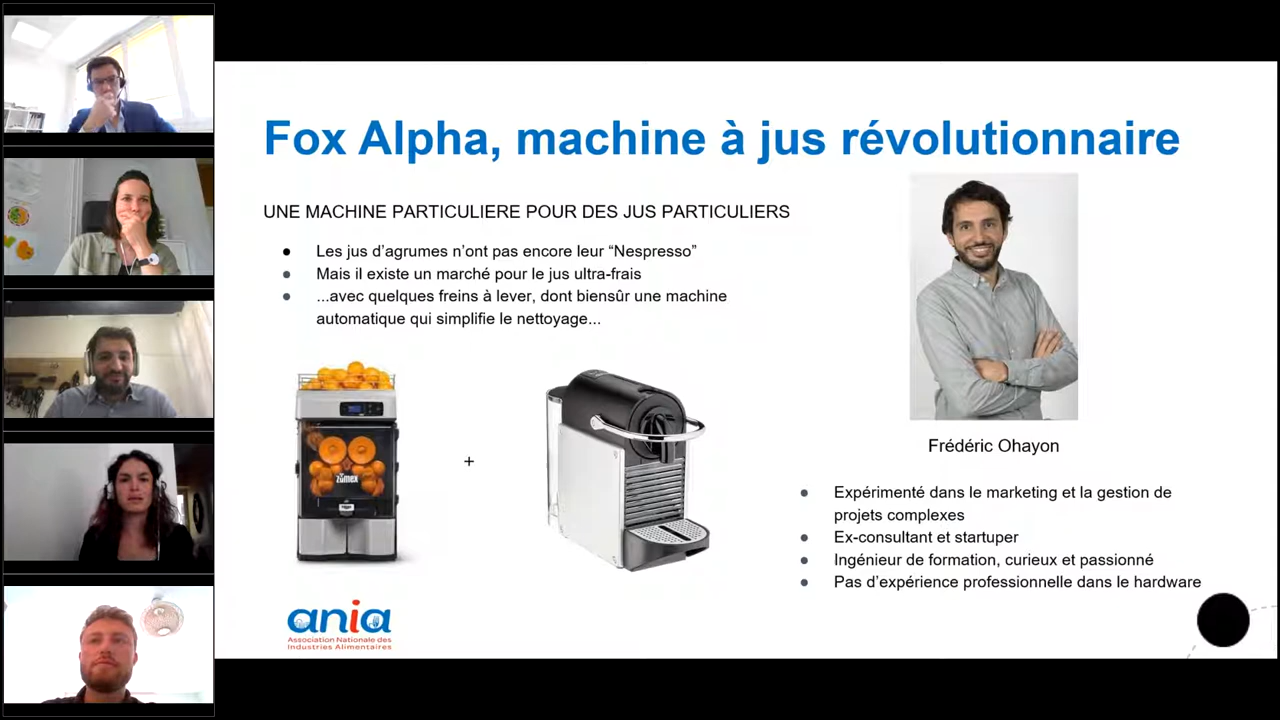 Fox Alpha, machine à jus révolutionnaire
UNE MACHINE PARTICULIERE POUR DES JUS PARTICULIERS
● Les jus d’agrumes n’ont pas encore leur “Nespresso”
● Mais il existe un marché pour le jus ultra-frais
● ...avec quelques freins à lever, dont biensûr une machine
automatique qui simplifie le nettoyage...
zumex
+
Frédéric Ohayon
● Expérimenté dans le marketing et la gestion de
projets complexes
● Ex-consultant et startuper
● Ingénieur de formation, curieux et passionné
● Pas d’expérience professionnelle dans le hardware
ania
Association Nationale des
Industries Alimentaires